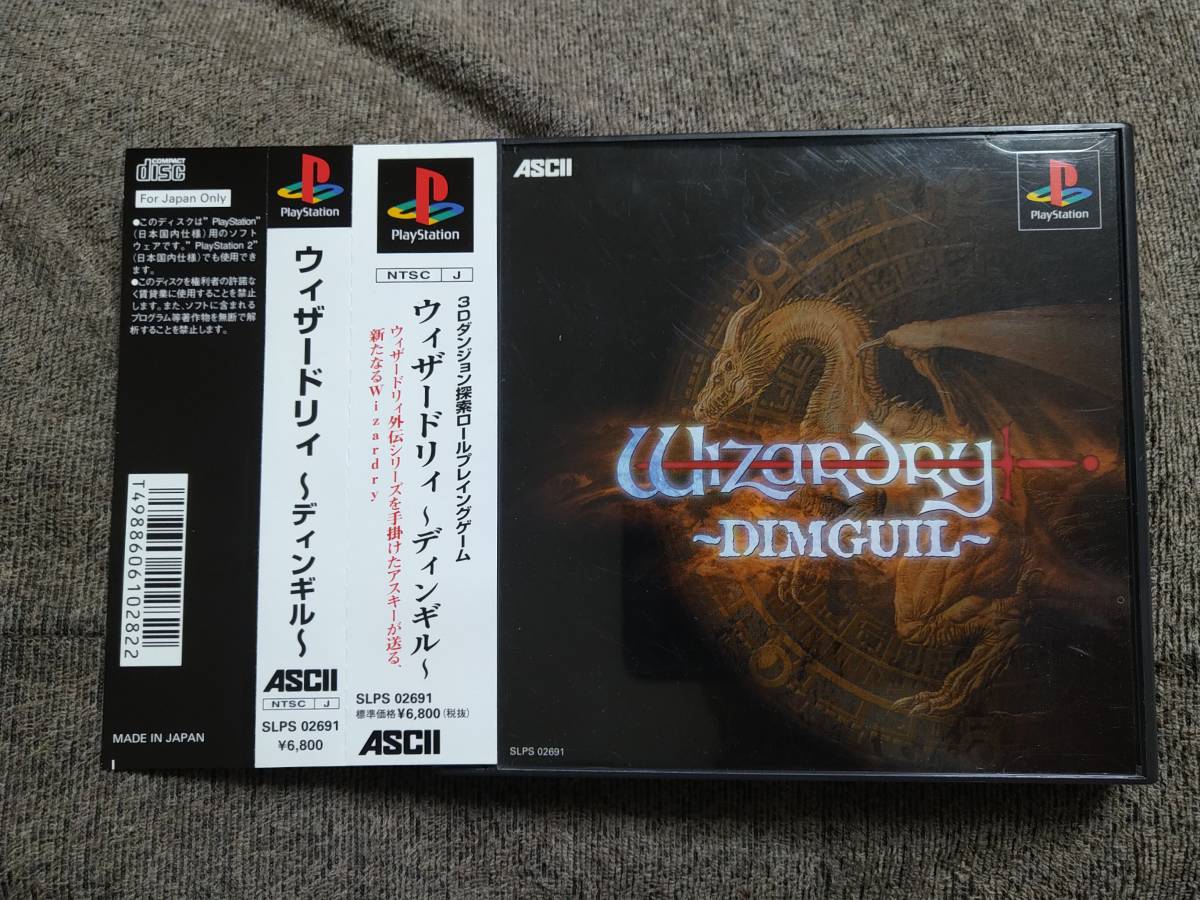 COMPACT
disc
For Japan Only
●このディスクは"PlayStation"
(日本国内仕様)用のソフト
ウェアです。"PlayStation 2"
(日本国内仕様)でも使用でき
ます。
●このディスクを権利者の許諾な
く賃貸業に使用することを禁止
します。また、ソフトに含まれる
プログラム等著作物を無断で解
析することを禁止します。
T4988606102822
MADE IN JAPAN
PlayStation
ウィザードリィ ～ディンギル～
ASCII
NTSC J
SLPS 02691
¥6,800
PlayStation
NTSC J
3Dダンジョン探索ロールプレイングゲーム
ウィザードリィ ～ディンギル～
ウィザードリィ外伝シリーズを手掛けたアスキーが送る、
新たなるWizardry
SLPS 02691
標準価格¥6,800(税抜)
ASCII
ASCII
PlayStation
Wizardry
~DIMGUIL~
SLPS 02691